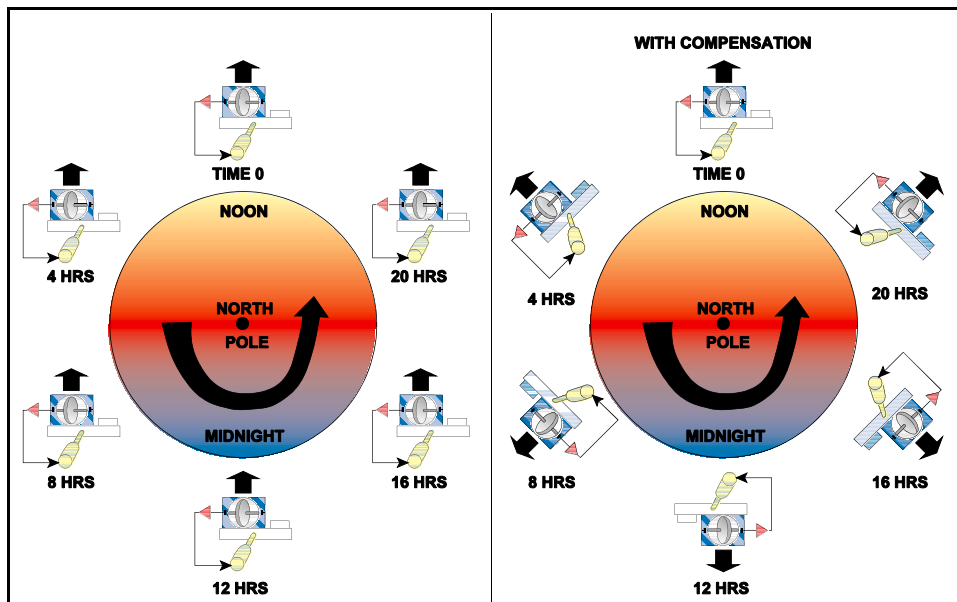 TIME 0
NOON
4 HRS
20 HRS
NORTH
POLE
8 HRS
MIDNIGHT
16 HRS
12 HRS
WITH COMPENSATION
TIME 0
NOON
4 HRS
20 HRS
NORTH
POLE
8 HRS
MIDNIGHT
16 HRS
12 HRS